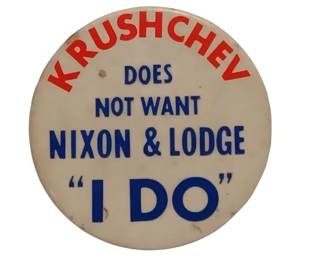 KRUSHCHEV
DOES
NOT WANT
NIXON & LODGE
"I DO"